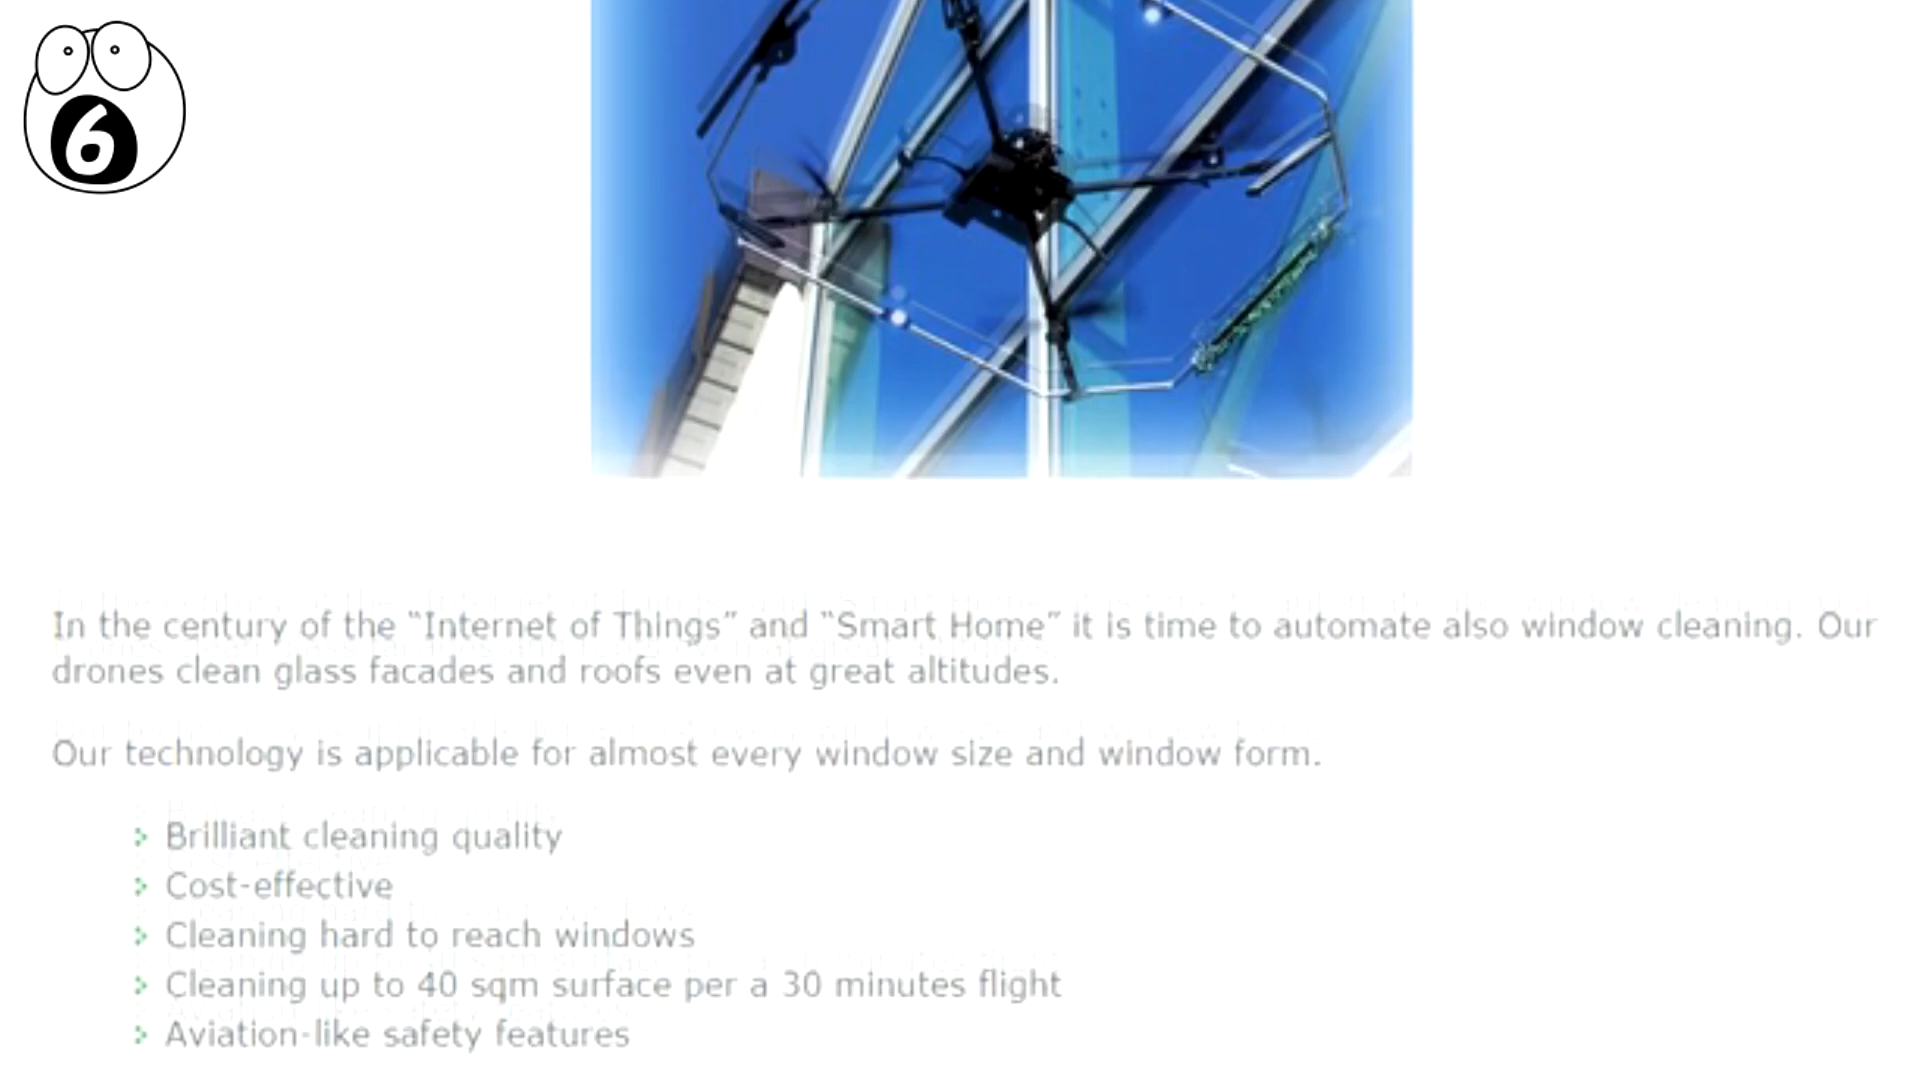 6
In the century of the “Internet of Things” and “Smart Home” it is time to automate also window cleaning. Our
drones clean glass facades and roofs even at great altitudes.
Our technology is applicable for almost every window size and window form.
Brilliant cleaning quality
Cost-effective
Cleaning hard to reach windows
Cleaning up to 40 sqm surface per a 30 minutes flight
Aviation-like safety features